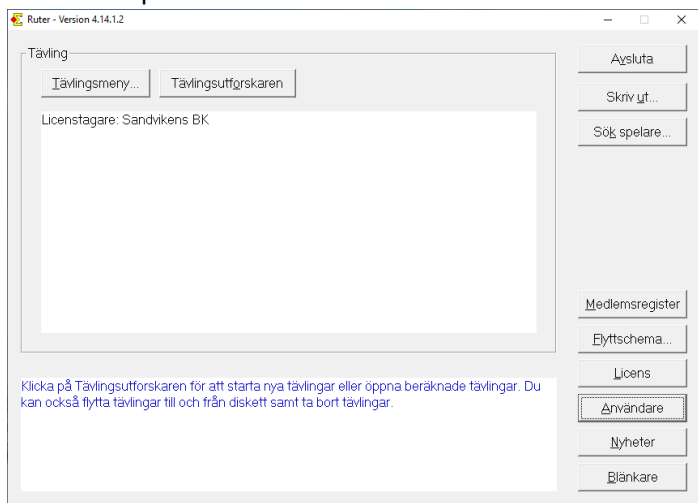 Ruter - Version 4.14.1.2
Tävling
Tävlingsmeny...
Tävlingsutforskaren
Licenstagare: Sandvikens BK
Avsluta
Skriv ut...
Sök spelare...
Medlemsregister
Flyttschema...
Licens
Användare
Nyheter
Blänkare
Klicka på Tävlingsutforskaren för att starta nya tävlingar eller öppna beräknade tävlingar. Du
kan också flytta tävlingar till och från diskett samt ta bort tävlingar.